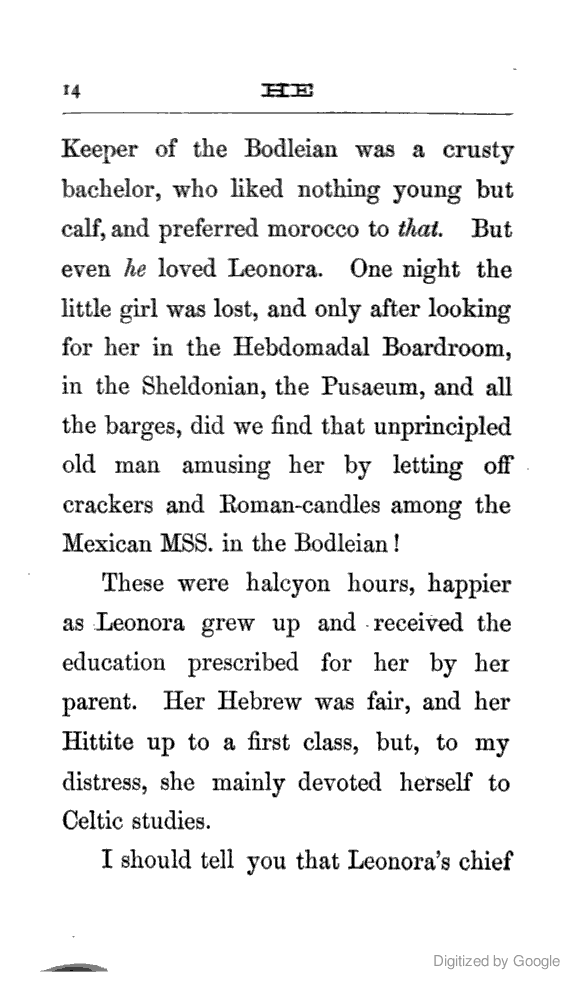 14 HE
Keeper of the Bodleian was a crusty
bachelor, who liked nothing young but
calf, and preferred morocco to that. But
even he loved Leonora. One night the
little girl was lost, and only after looking
for her in the Hebdomadal Boardroom,
in the Sheldonian, the Pusaeum, and all
the barges, did we find that unprincipled
old man amusing her by letting off
crackers and Roman-candles among the
Mexican MSS. in the Bodleian!
These were halcyon hours, happier
as Leonora grew up and received the
education prescribed for her by her
parent. Her Hebrew was fair, and her
Hittite up to a first class, but, to my
distress, she mainly devoted herself to
Celtic studies.
I should tell you that Leonora's chief
Digitized by Google